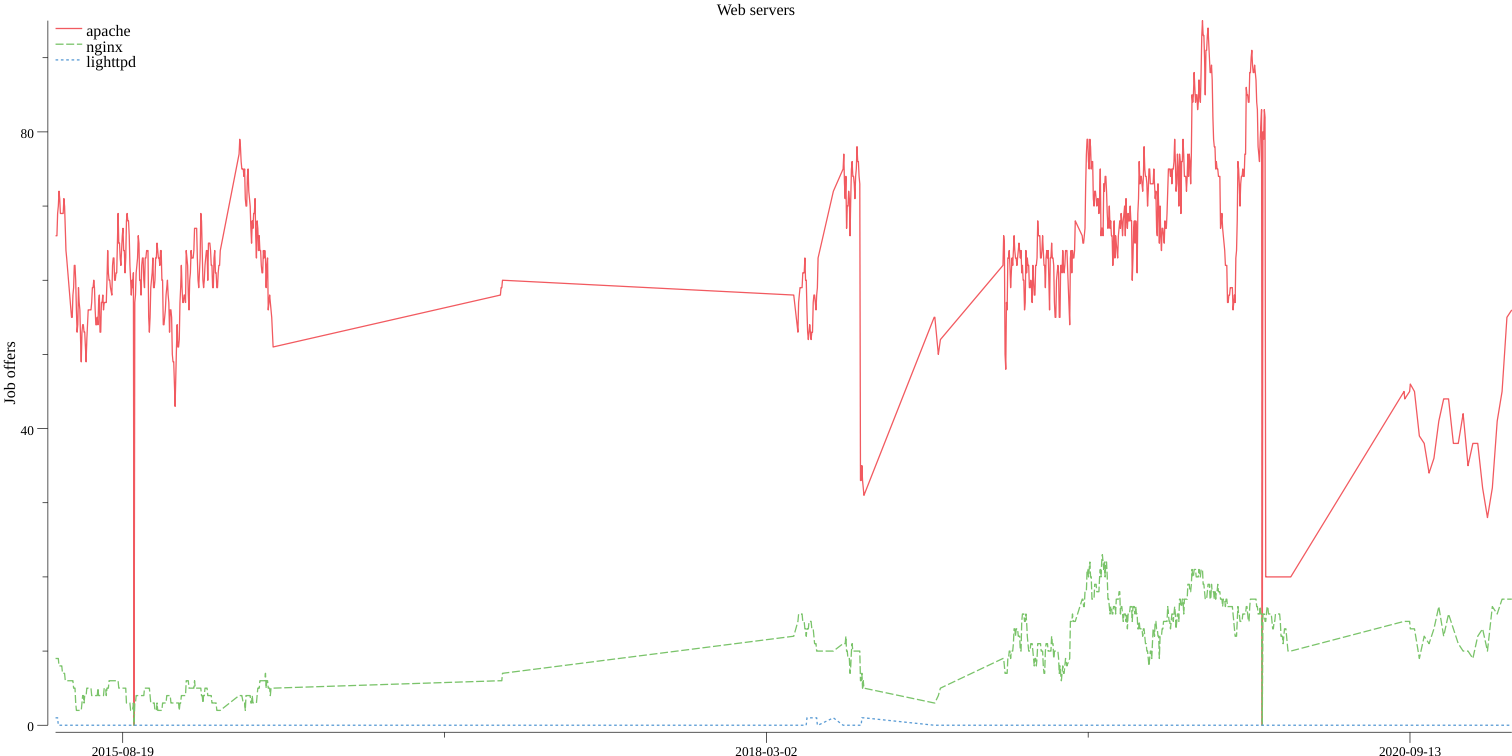 Web servers
apache
nginx
lighttpd
80
Job offers
40
0
2015-08-19
2018-03-02
2020-09-13